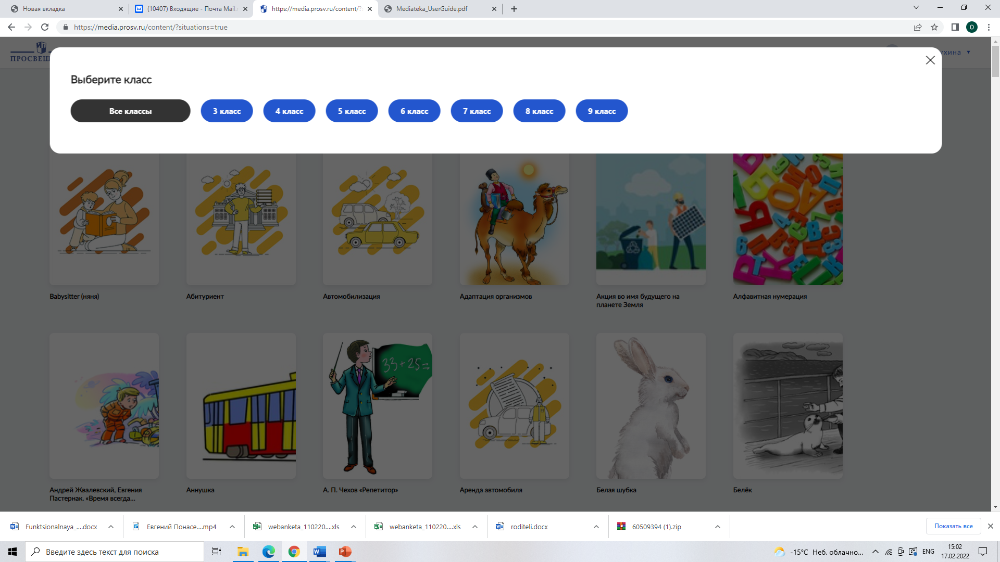 Новая вкладка
(10407) Входящие - Почта Mail.
https://media.prosv.ru/content/?
Mediateka_UserGuide.pdf
https://media.prosv.ru/content/?situations=true
O
ПРОСВЕЩ
ухина
Выберите класс
Все классы
3 класс
4 класс
5 класс
6 класс
7 класс
8 класс
9 класс
Babysitter (няня)
Абитуриент
Автомобилизация
Адаптация организмов
Акция во имя будущего на
планете Земля
Алфавитная нумерация
33+25=
Андрей Жвалевский, Евгения
Пастернак. «Время всегда...
Аннушка
А. П. Чехов «Репетитор»
Аренда автомобиля
Белая шубка
Белёк
Funktsionalnaya_....docx
Евгений Понасе....mp4
webanketa_110220....xls
webanketa_110220....xls
roditeli.docx
60509394 (1).zip
Показать все
Введите здесь текст для поиска
-15°C Неб. облачно...
ENG
15:02
17.02.2022